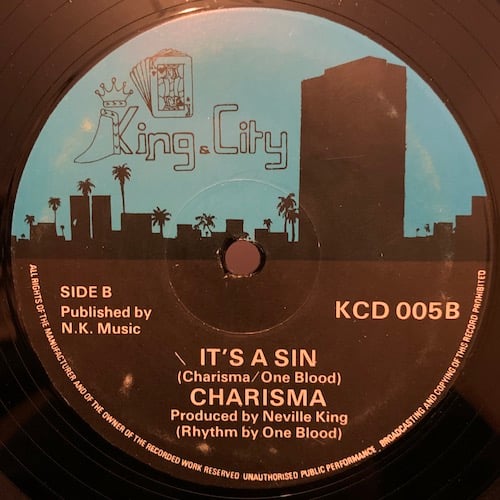 King & City
SIDE B
Published by
N.K. Music
KCD 005B
IT'S A SIN
(Charisma/One Blood)
CHARISMA
Produced by Neville King
(Rhythm by One Blood)
ALL RIGHTS OF THE MANUFACTURER AND OF THE OWNER OF THE RECORDED WORK RESERVED UNAUTHORISED PUBLIC PERFORMANCE BROADCASTING AND COPYING OF THIS RECORD PROHIBITED